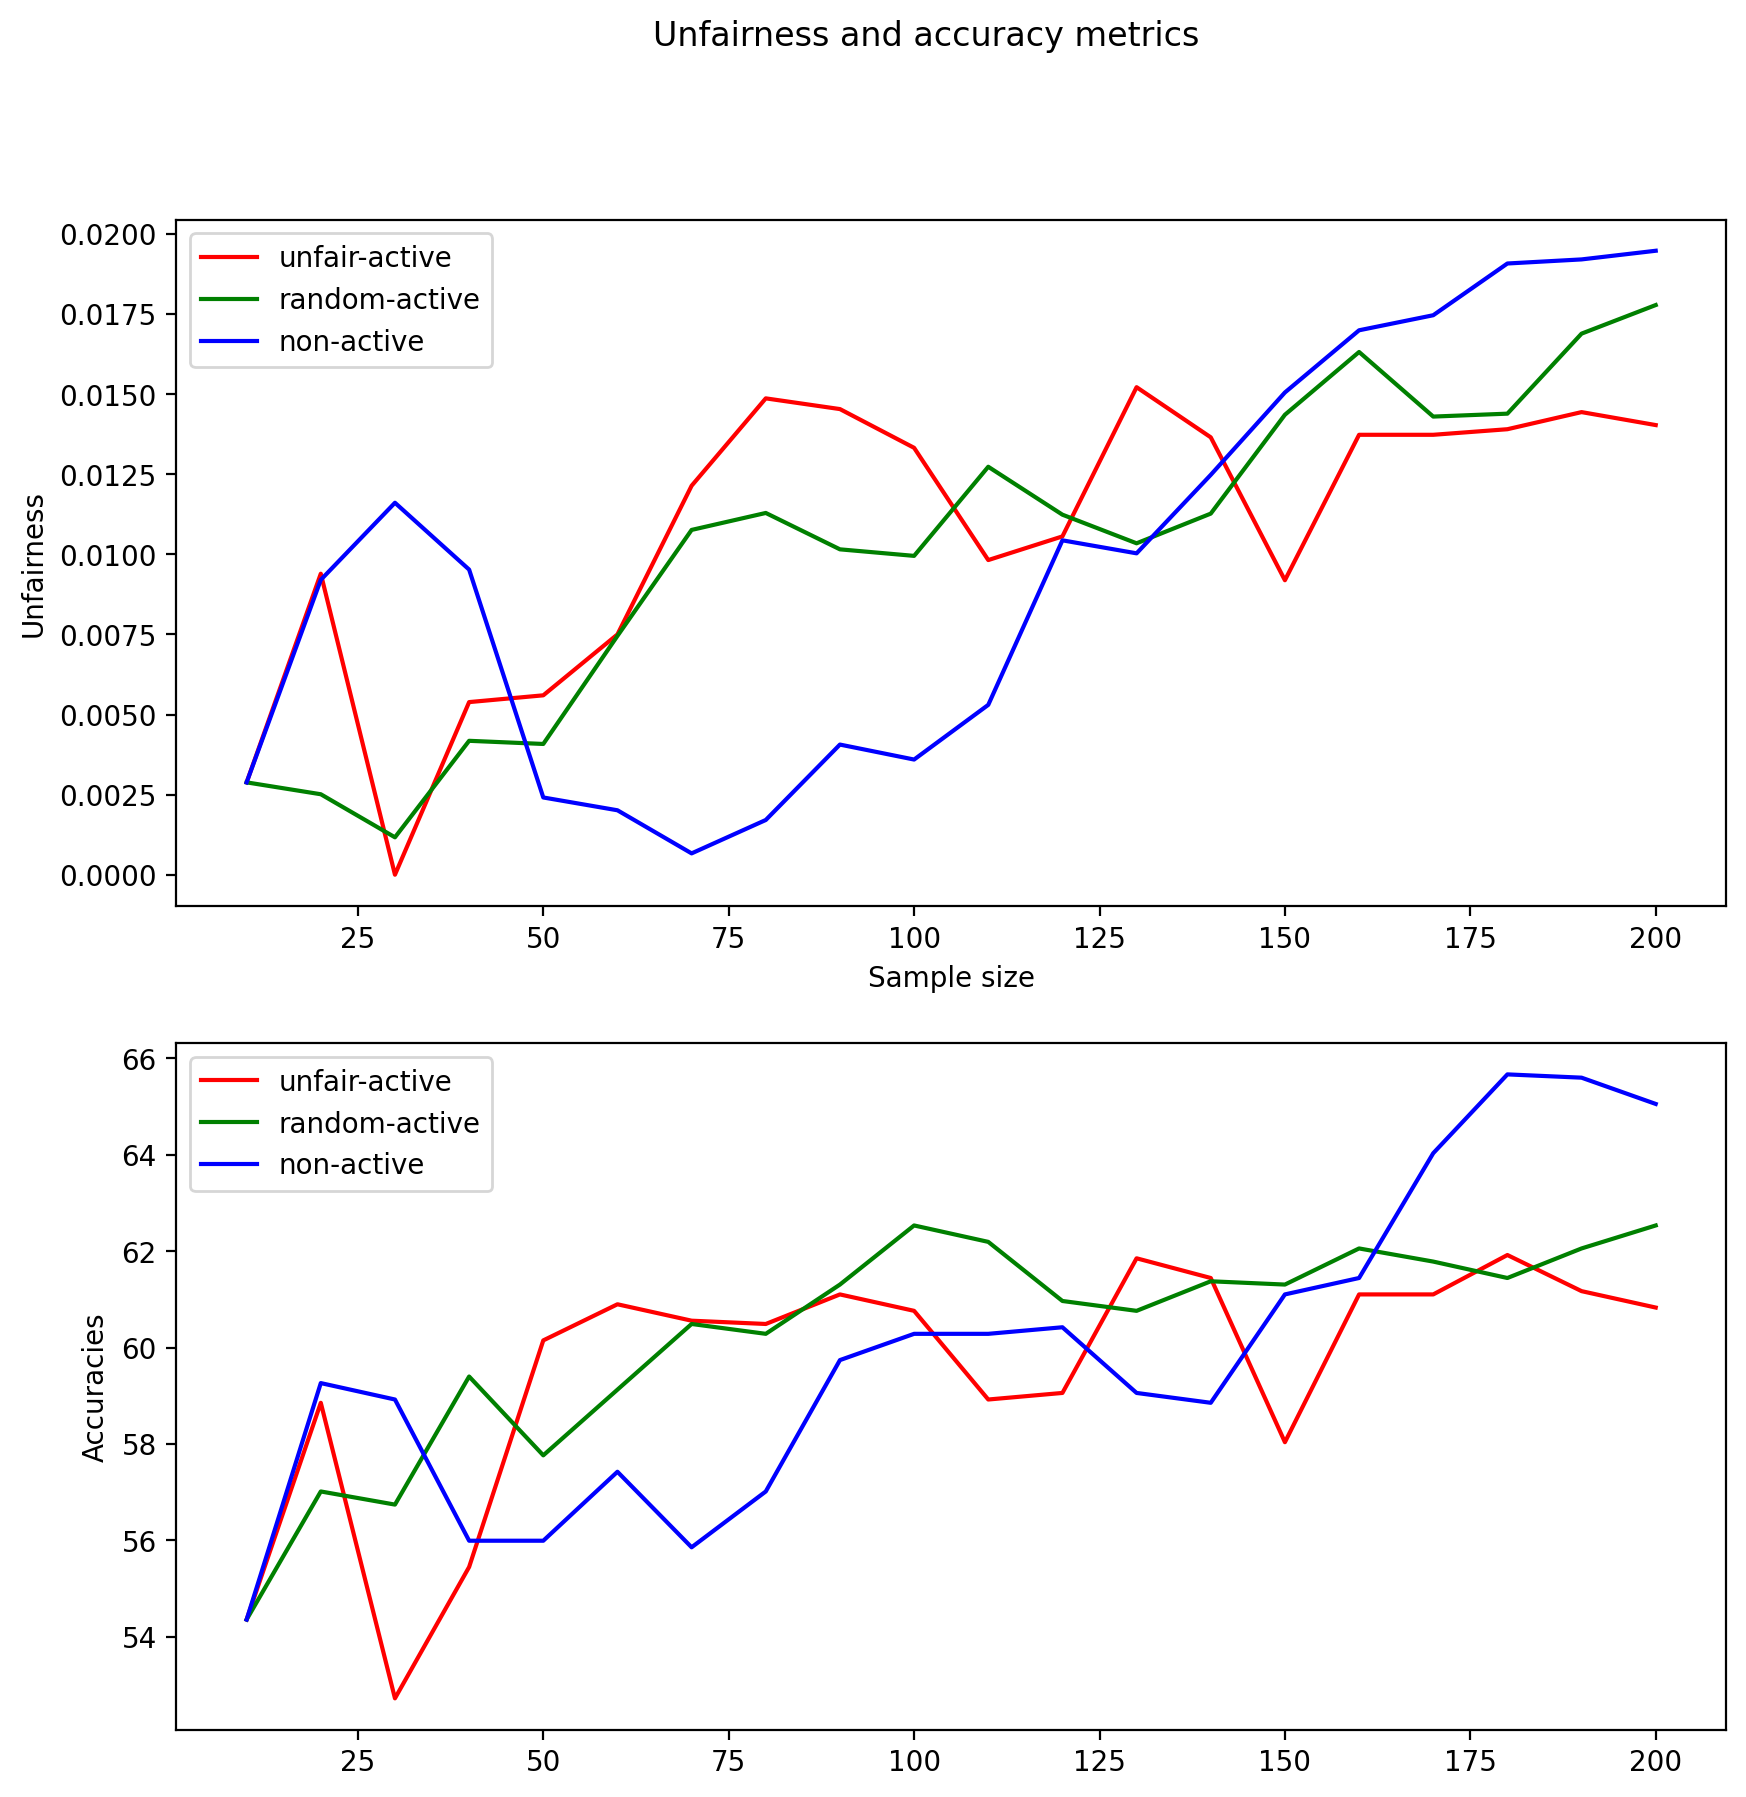 Unfairness and accuracy metrics
0.0200
0.0175
0.0150
0.0125
0.0100
0.0075
0.0050
0.0025
0.0000
Unfairness
unfair-active
random-active
non-active
25 50 75 100 125 150 175 200
Sample size
66
64
62
60
58
56
54
Accuracies
unfair-active
random-active
non-active
25 50 75 100 125 150 175 200